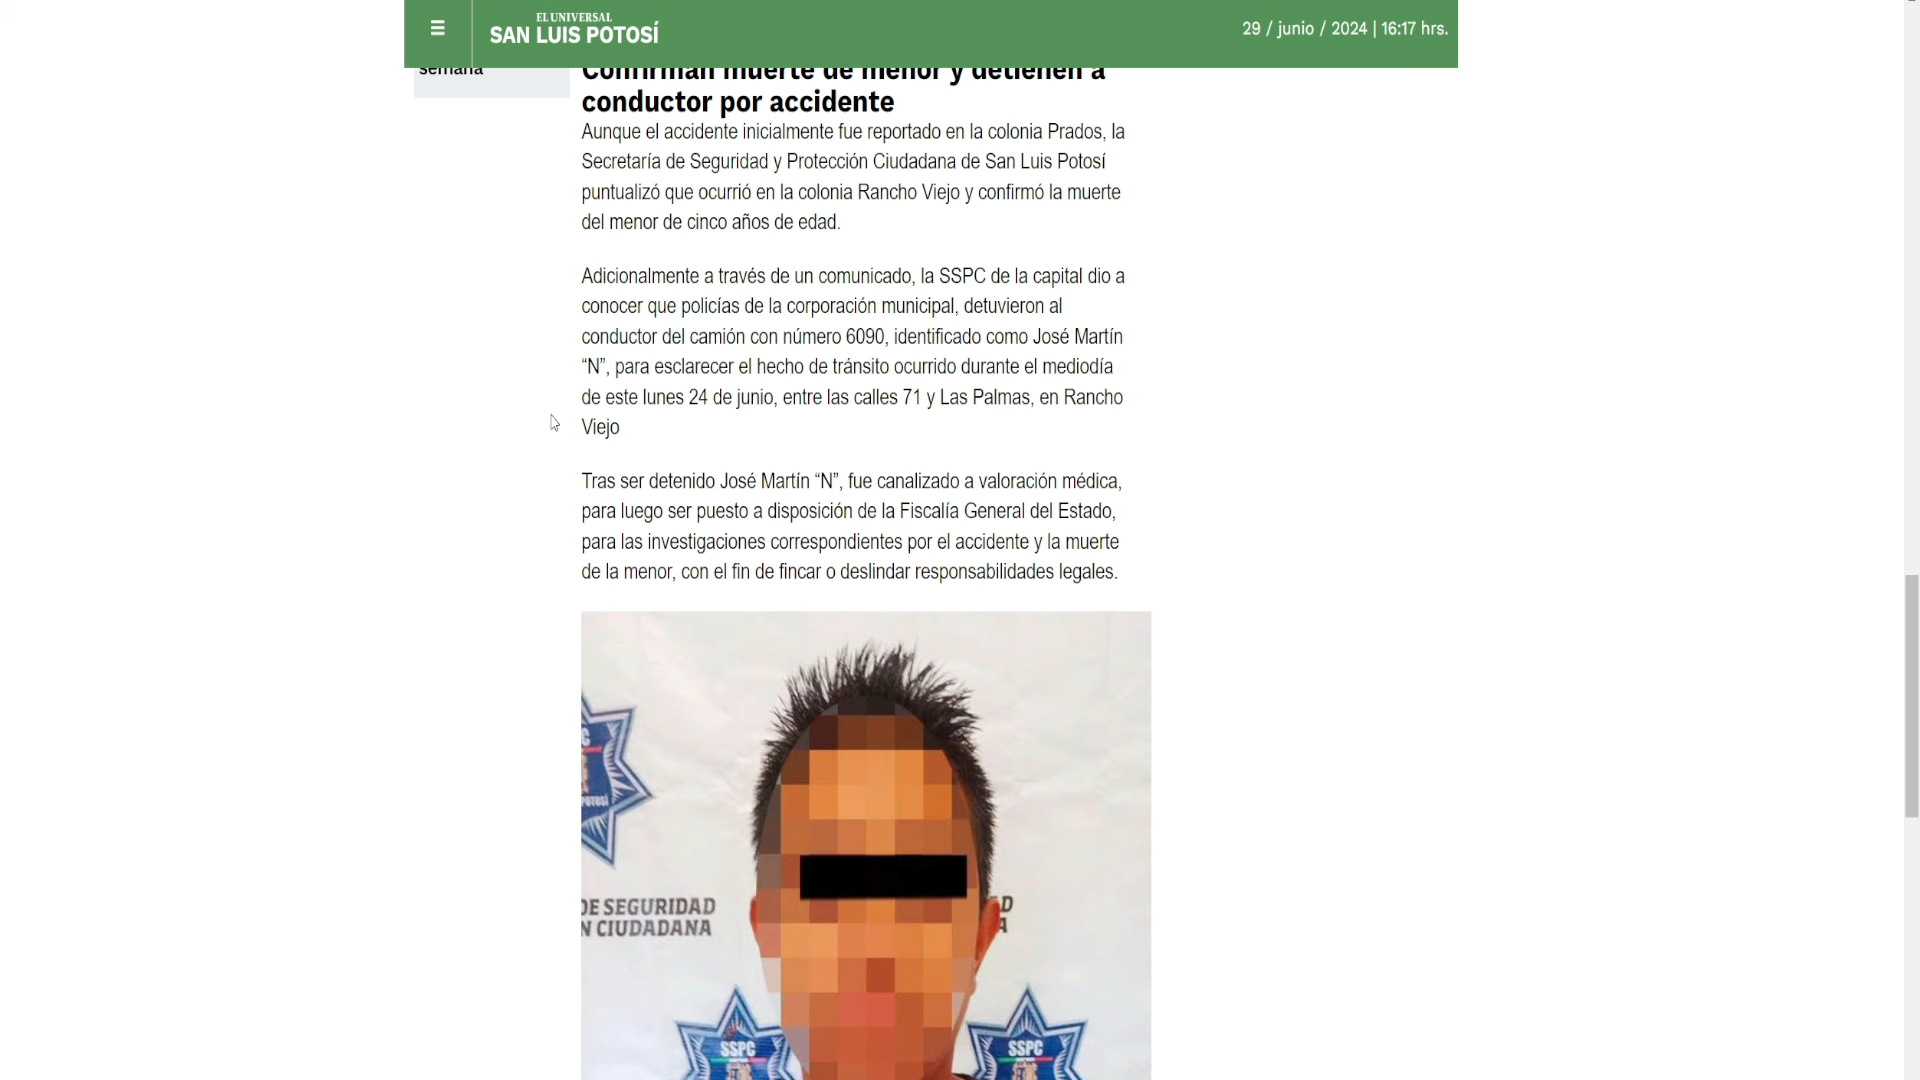 EL UNIVERSAL
SAN LUIS POTOSÍ
29 / junio / 2024 | 16:17 hrs.
semana
Confirman muerte de menor y detienen a
conductor por accidente
Aunque el accidente inicialmente fue reportado en la colonia Prados, la
Secretaría de Seguridad y Protección Ciudadana de San Luis Potosí
puntualizó que ocurrió en la colonia Rancho Viejo y confirmó la muerte
del menor de cinco años de edad.
Adicionalmente a través de un comunicado, la SSPC de la capital dio a
conocer que policías de la corporación municipal, detuvieron al
conductor del camión con número 6090, identificado como José Martín
“N”, para esclarecer el hecho de tránsito ocurrido durante el mediodía
de este lunes 24 de junio, entre las calles 71 y Las Palmas, en Rancho
Viejo
Tras ser detenido José Martín “N”, fue canalizado a valoración médica,
para luego ser puesto a disposición de la Fiscalía General del Estado,
para las investigaciones correspondientes por el accidente y la muerte
de la menor, con el fin de fincar o deslindar responsabilidades legales.
PC
POTOSÍ
DE SEGURIDAD
N CIUDADANA
AD
A
SSPC
SSPC